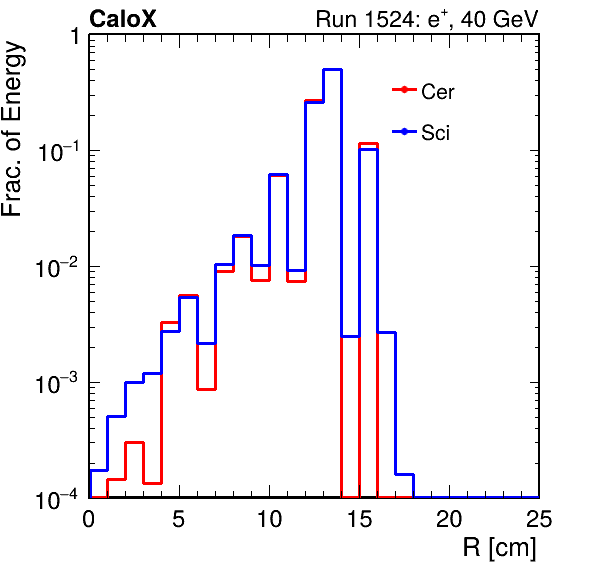 CaloX Run 1524: e⁺, 40 GeV
Frac. of Energy
1
10⁻¹
10⁻²
10⁻³
10⁻⁴
Cer
Sci
0 5 10 15 20 25
R [cm]